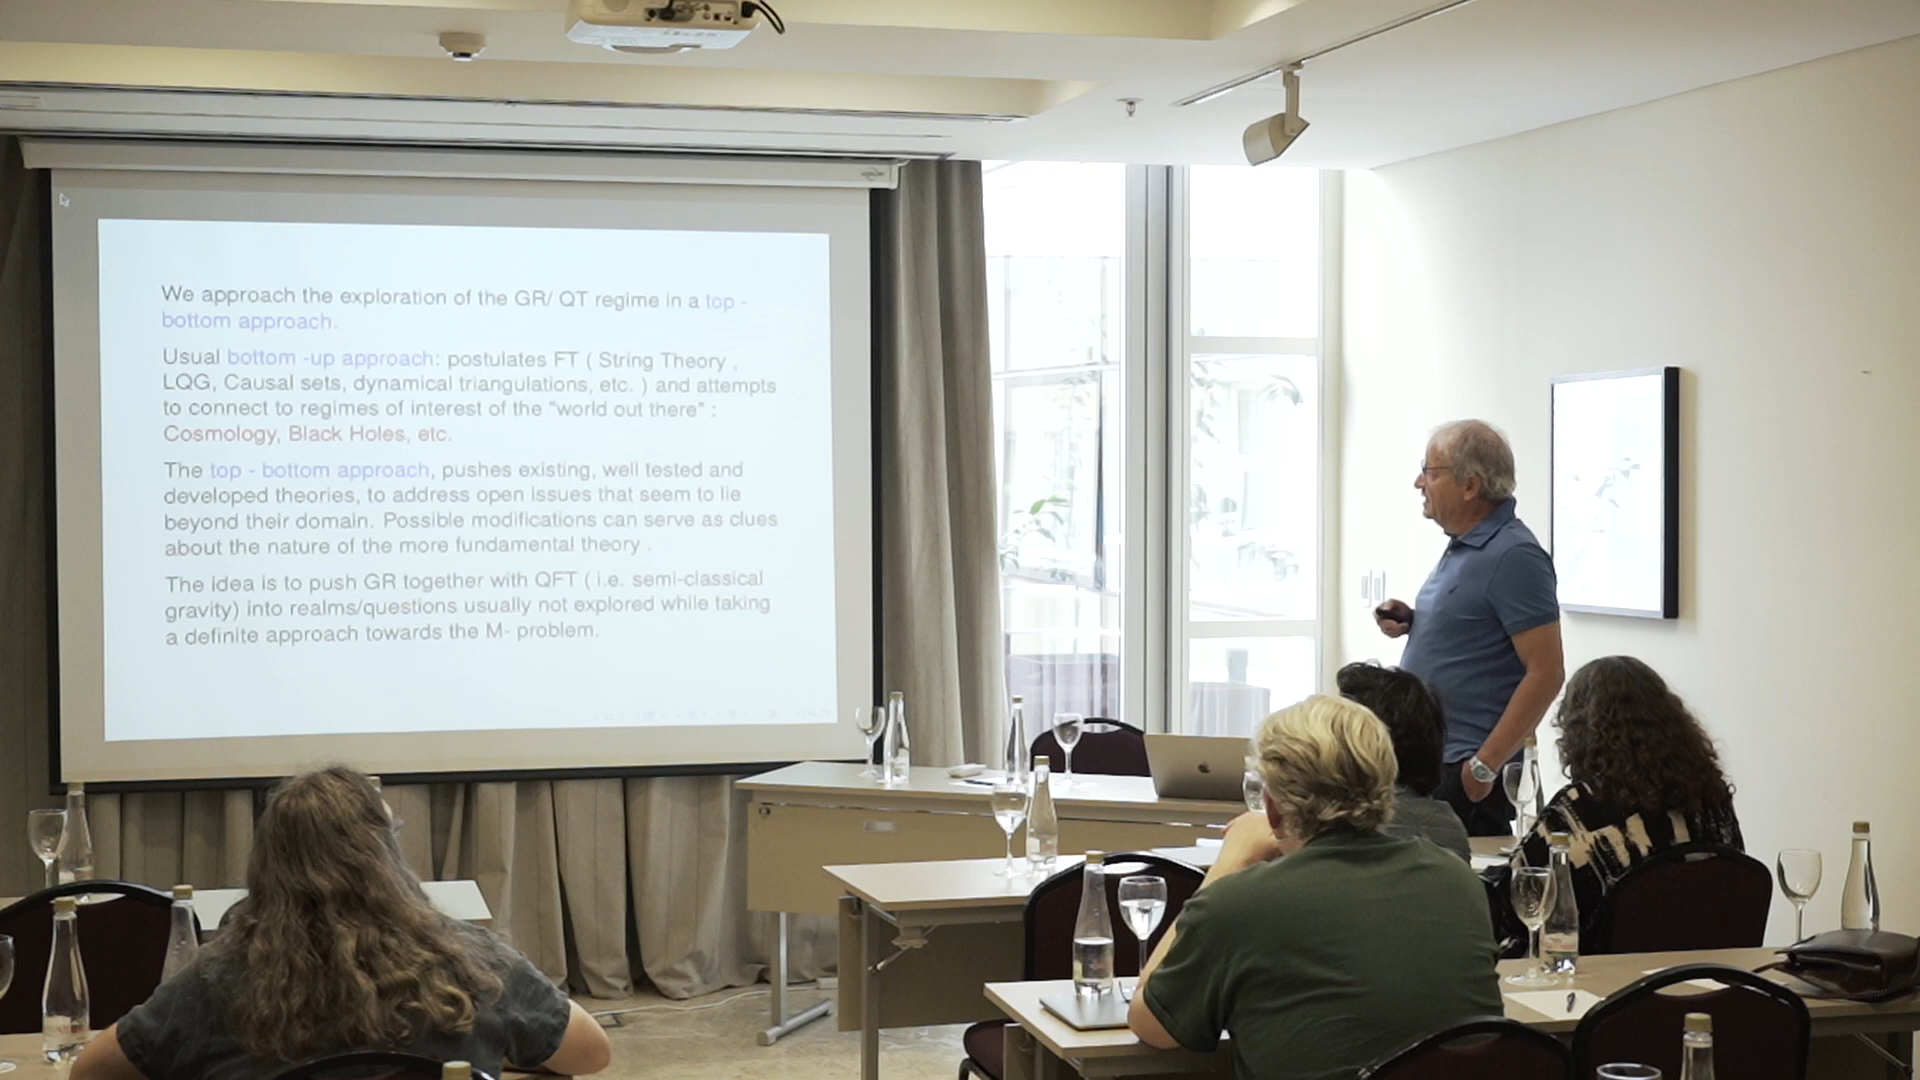 We approach the exploration of the GR/ QT regime in a top -
bottom approach.
Usual bottom -up approach: postulates FT ( String Theory ,
LQG, Causal sets, dynamical triangulations, etc. ) and attempts
to connect to regimes of interest of the "world out there" :
Cosmology, Black Holes, etc.
The top - bottom approach, pushes existing, well tested and
developed theories, to address open issues that seem to lie
beyond their domain. Possible modifications can serve as clues
about the nature of the more fundamental theory .
The idea is to push GR together with QFT ( i.e. semi-classical
gravity) into realms/questions usually not explored while taking
a definite approach towards the M- problem.